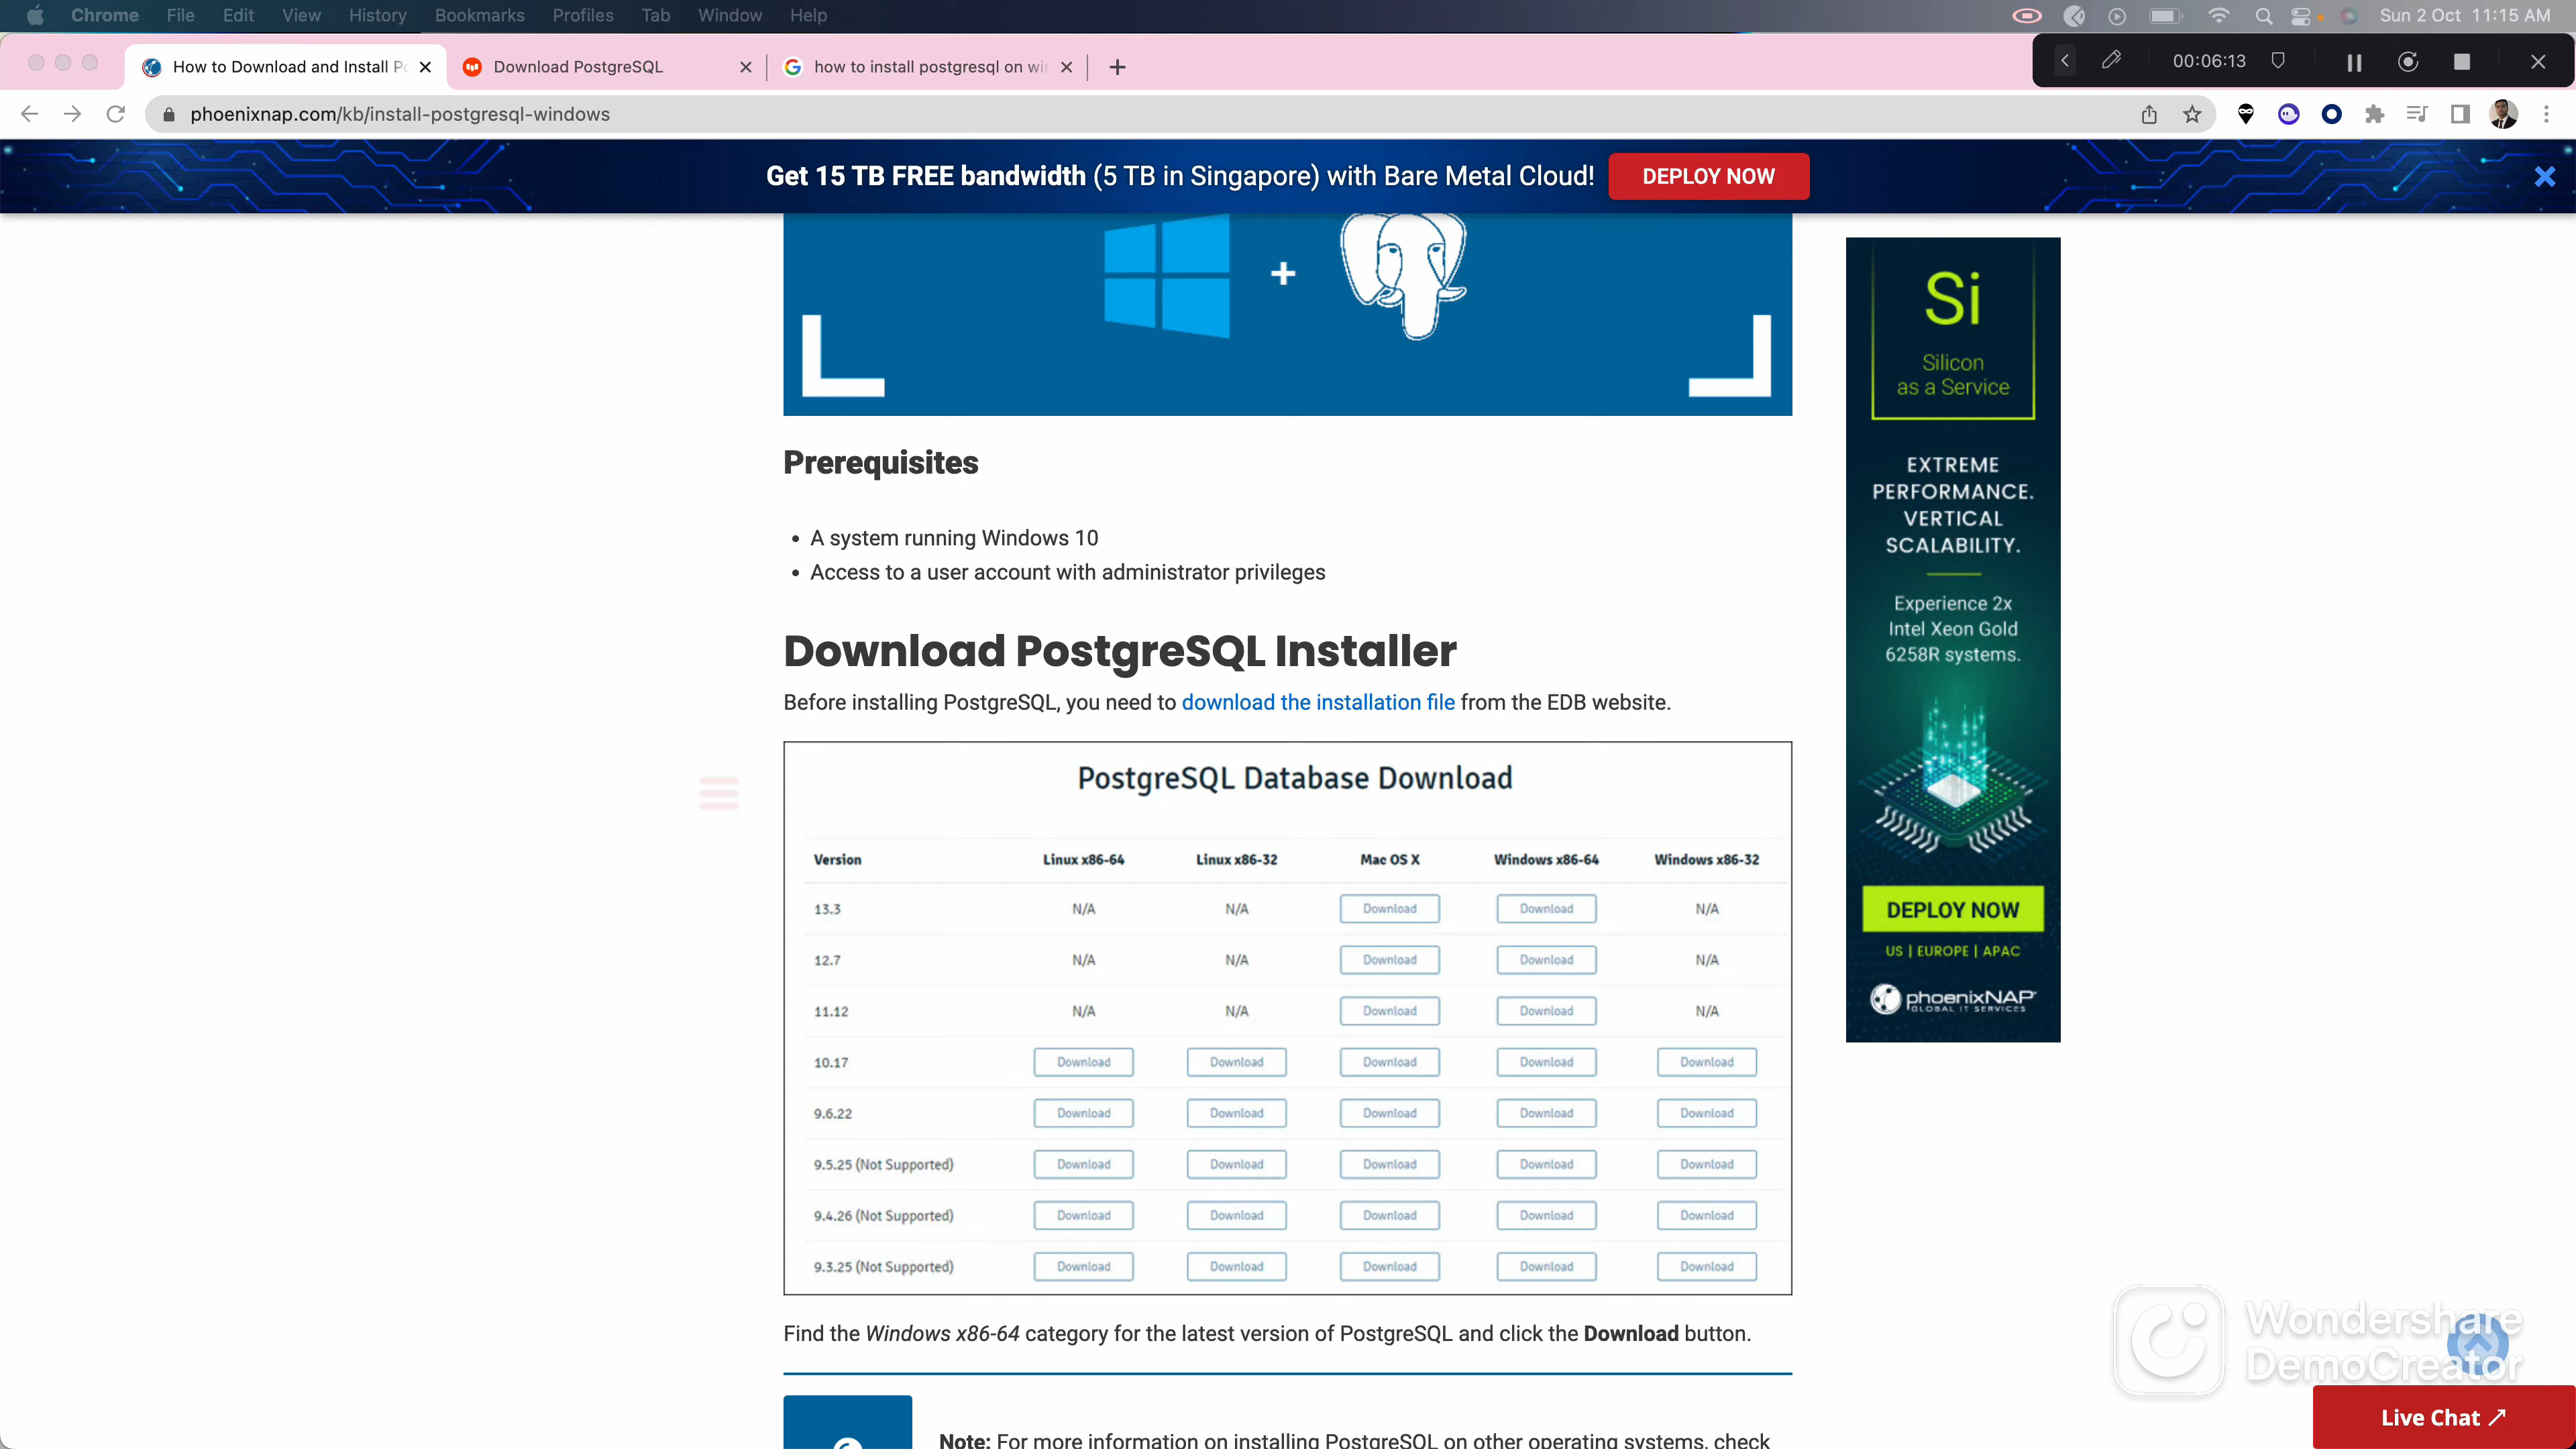 Chrome File Edit View History Bookmarks Profiles Tab Window Help Sun 2 Oct 11:15 AM
How to Download and Install Po Download PostgreSQL how to install postgresql on wi 00:06:13
phoenixnap.com/kb/install-postgresql-windows
Get 15 TB FREE bandwidth (5 TB in Singapore) with Bare Metal Cloud! DEPLOY NOW
Prerequisites
• A system running Windows 10
• Access to a user account with administrator privileges
Download PostgreSQL Installer
Before installing PostgreSQL, you need to download the installation file from the EDB website.
PostgreSQL Database Download
Version Linux x86-64 Linux x86-32 Mac OS X Windows x86-64 Windows x86-32
13.3 N/A N/A Download Download N/A
12.7 N/A N/A Download Download N/A
11.12 N/A N/A Download Download N/A
10.17 Download Download Download Download Download
9.6.22 Download Download Download Download Download
9.5.25 (Not Supported) Download Download Download Download Download
9.4.26 (Not Supported) Download Download Download Download Download
9.3.25 (Not Supported) Download Download Download Download Download
Find the Windows x86-64 category for the latest version of PostgreSQL and click the Download button.
Note: For more information on installing PostgreSQL on other operating systems, check
Si
Silicon
as a Service
EXTREME
PERFORMANCE.
VERTICAL
SCALABILITY.
Experience 2x
Intel Xeon Gold
6258R systems.
DEPLOY NOW
US | EUROPE | APAC
phoenixNAP
GLOBAL IT SERVICES
Wondershare
DemoCreator
Live Chat